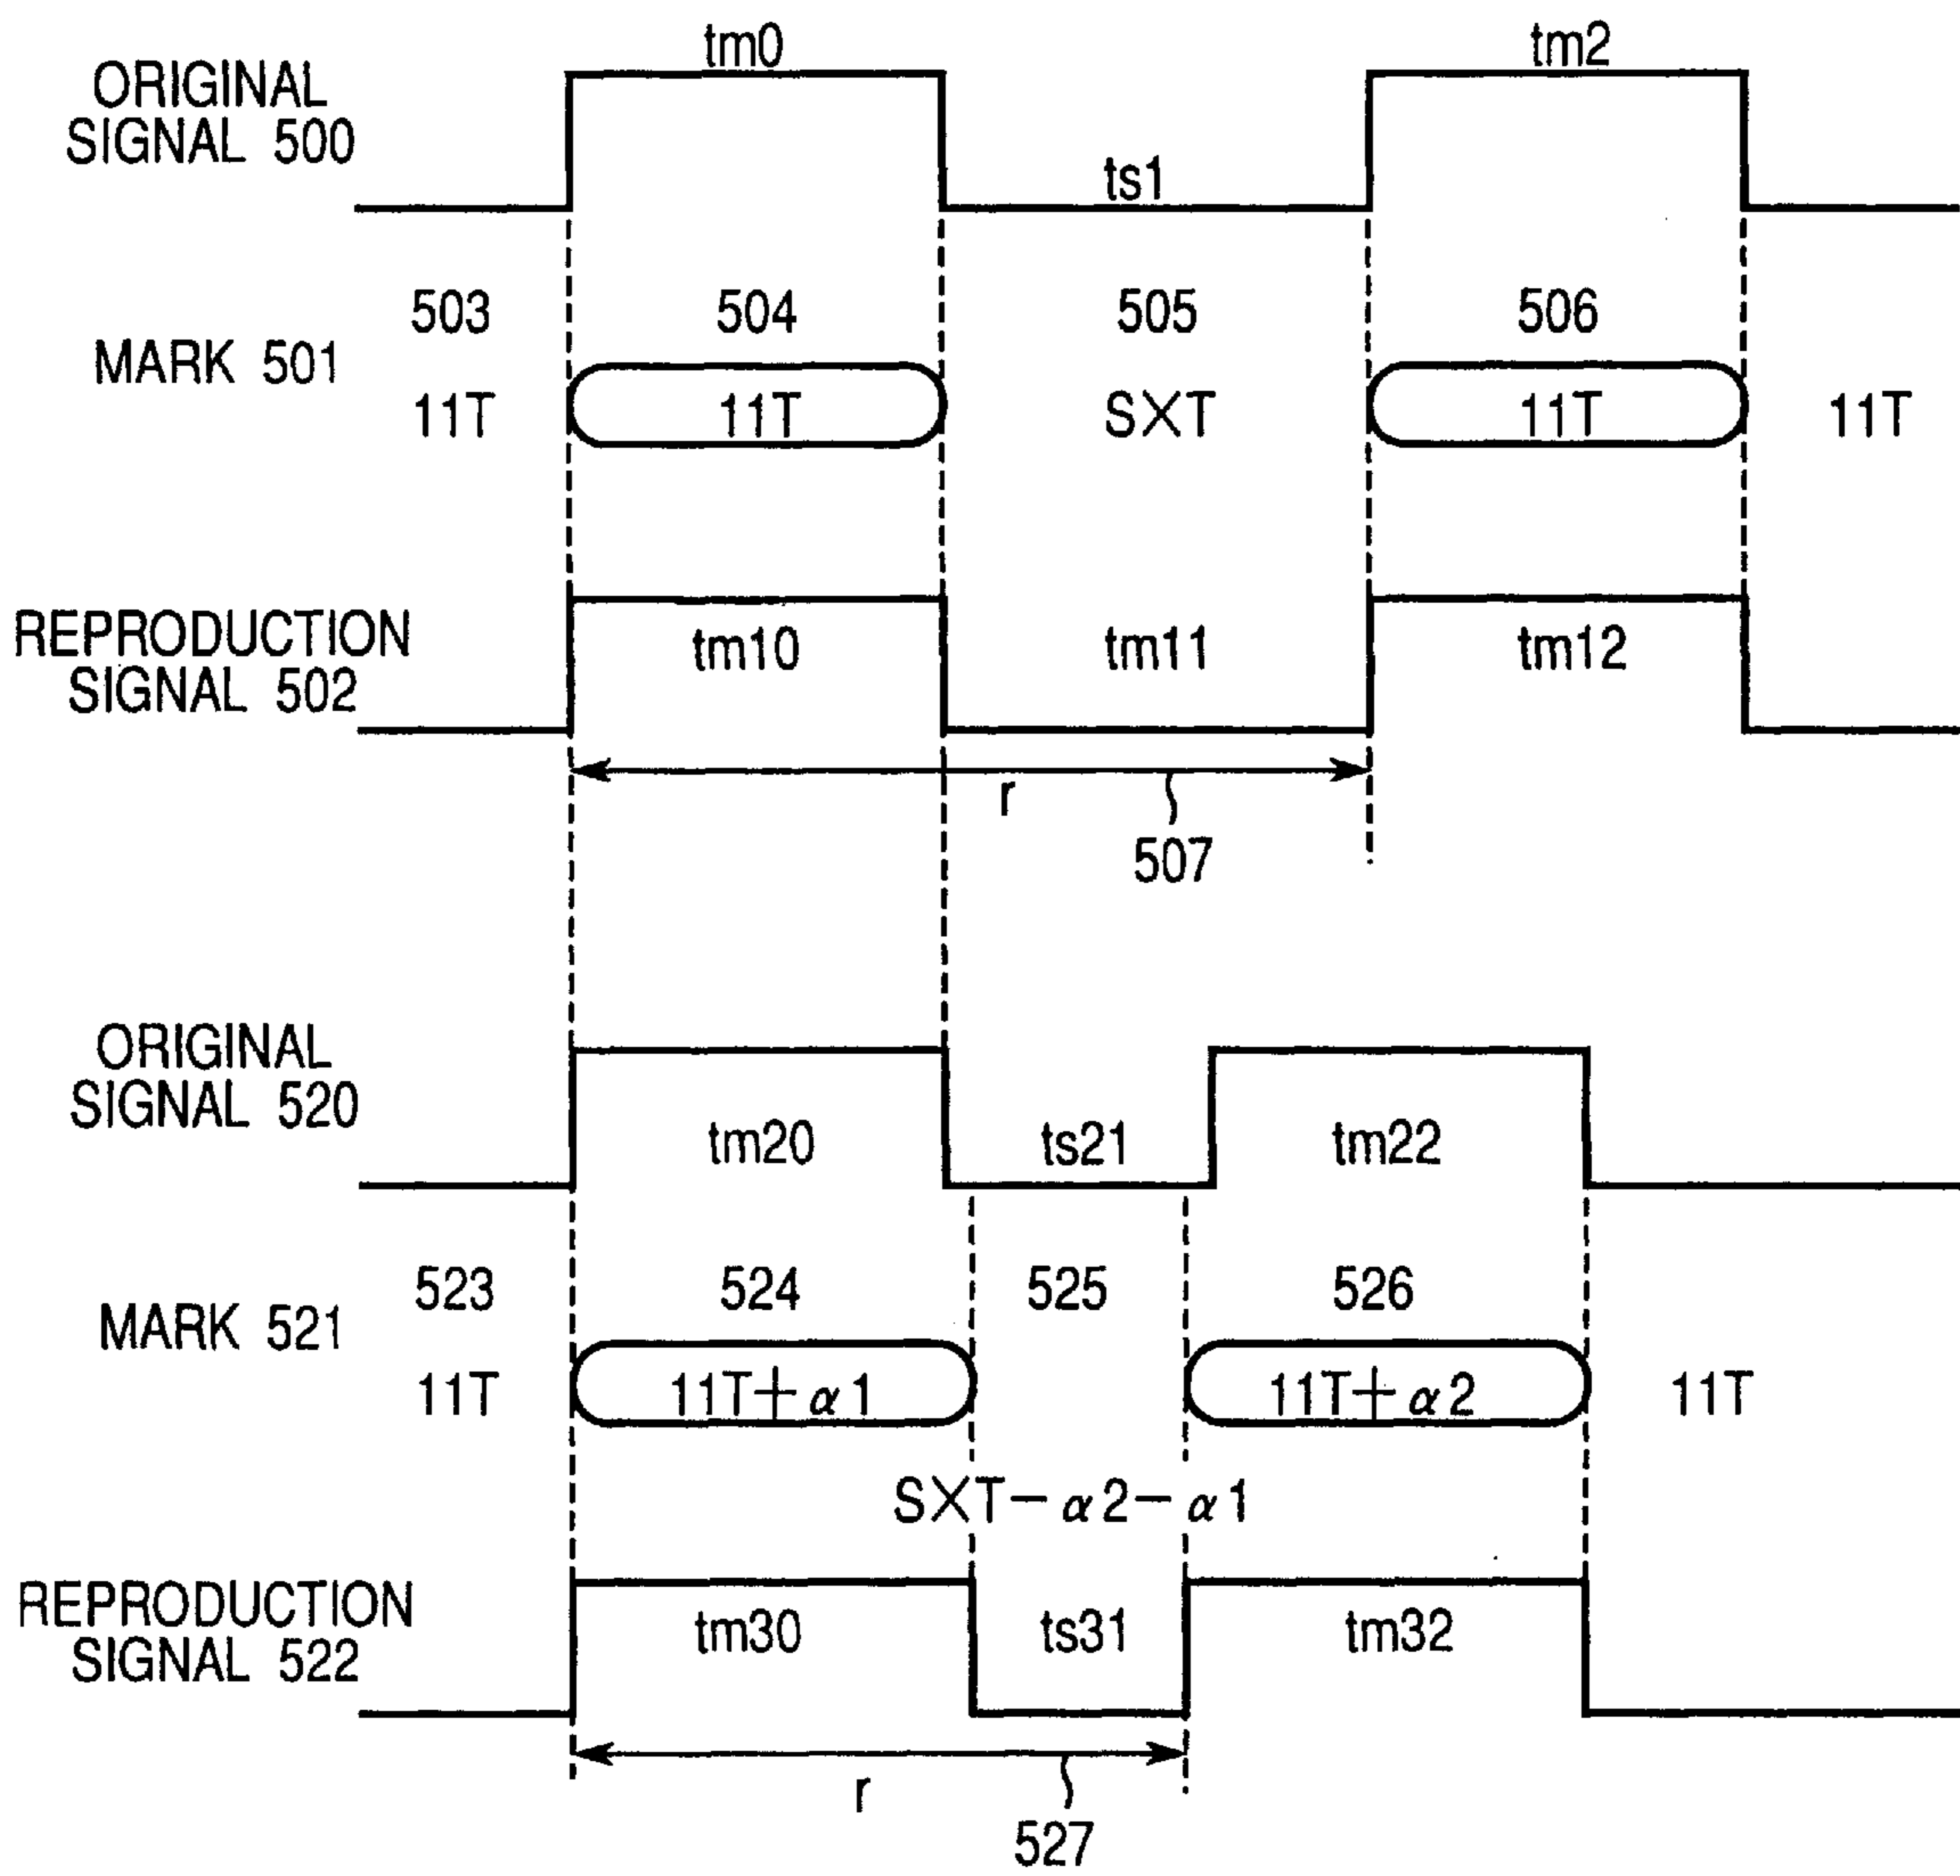 tm0
tm2
ORIGINAL
SIGNAL 500
ts1
503
504
505
506
MARK 501
11T
11T
SXT
11T
11T
REPRODUCTION
SIGNAL 502
tm10
tm11
tm12
r
507
ORIGINAL
SIGNAL 520
tm20
ts21
tm22
523
524
525
526
MARK 521
11T
11T+α1
11T+α2
11T
SXT-α2-α1
REPRODUCTION
SIGNAL 522
tm30
ts31
tm32
r
527